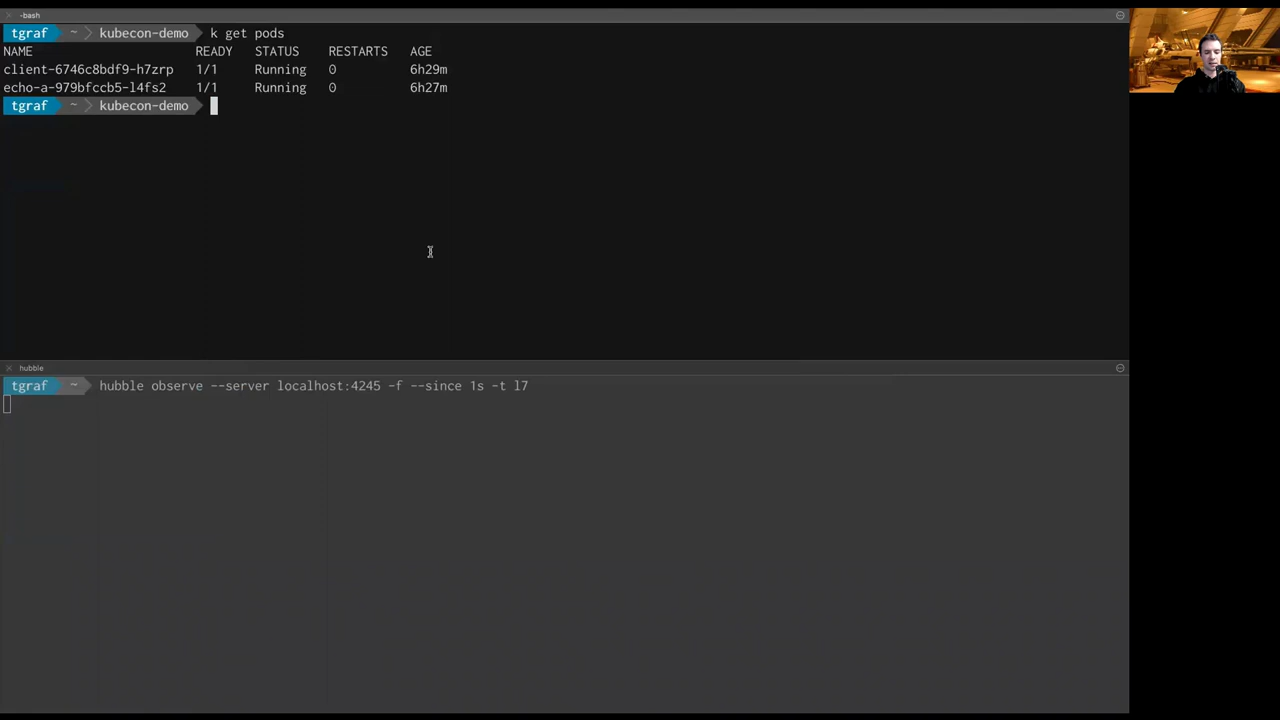 -bash
tgraf ~ kubecon-demo k get pods
NAME READY STATUS RESTARTS AGE
client-6746c8bdf9-h7zrp 1/1 Running 0 6h29m
echo-a-979bfccb5-l4fs2 1/1 Running 0 6h27m
tgraf ~ kubecon-demo
hubble
tgraf ~ hubble observe --server localhost:4245 -f --since 1s -t l7